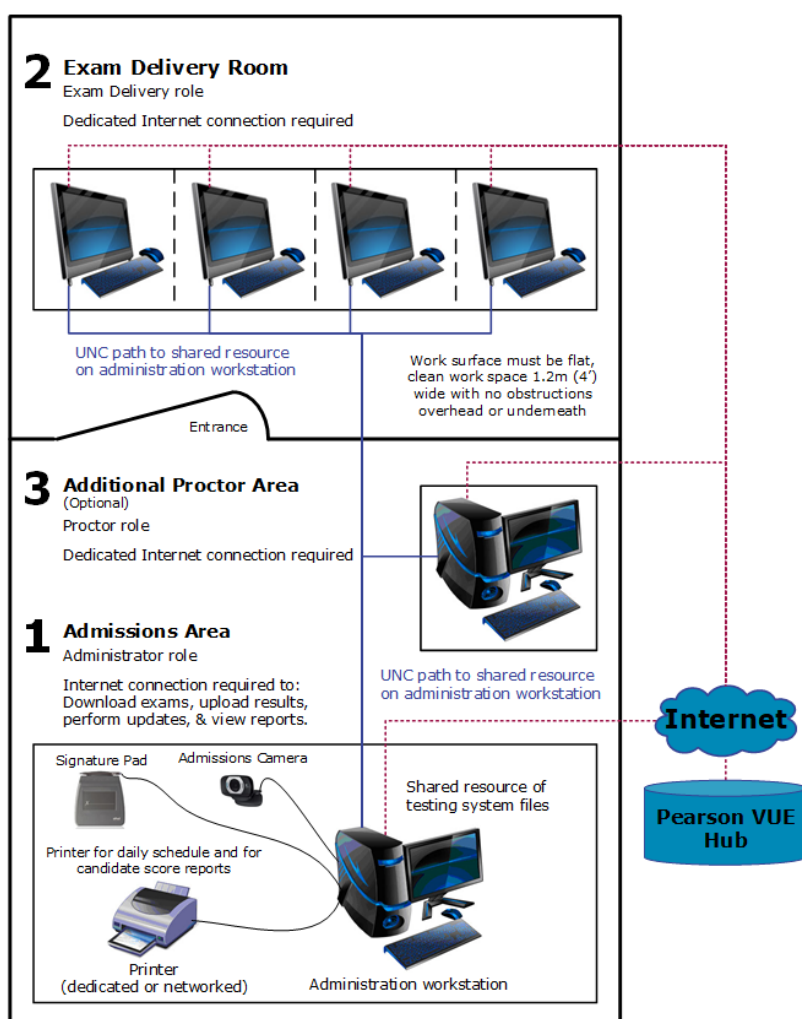 2 Exam Delivery Room
Exam Delivery role
Dedicated Internet connection required
UNC path to shared resource
on administration workstation
Work surface must be flat,
clean work space 1.2m (4')
wide with no obstructions
overhead or underneath
Entrance
3 Additional Proctor Area
(Optional)
Proctor role
Dedicated Internet connection required
UNC path to shared resource
on administration workstation
1 Admissions Area
Administrator role
Internet connection required to:
Download exams, upload results,
perform updates, & view reports.
Signature Pad
Admissions Camera
Shared resource of
testing system files
Printer for daily schedule and for
candidate score reports
Printer
(dedicated or networked)
Administration workstation
Internet
Pearson VUE
Hub